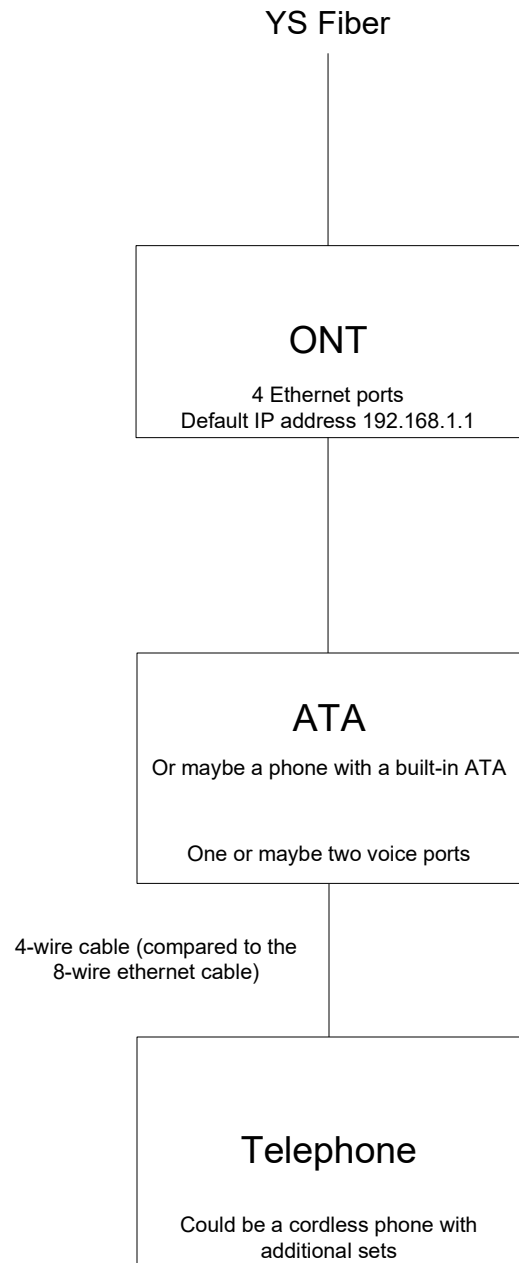 YS Fiber
ONT
4 Ethernet ports
Default IP address 192.168.1.1
ATA
Or maybe a phone with a built-in ATA
One or maybe two voice ports
4-wire cable (compared to the
8-wire ethernet cable)
Telephone
Could be a cordless phone with
additional sets